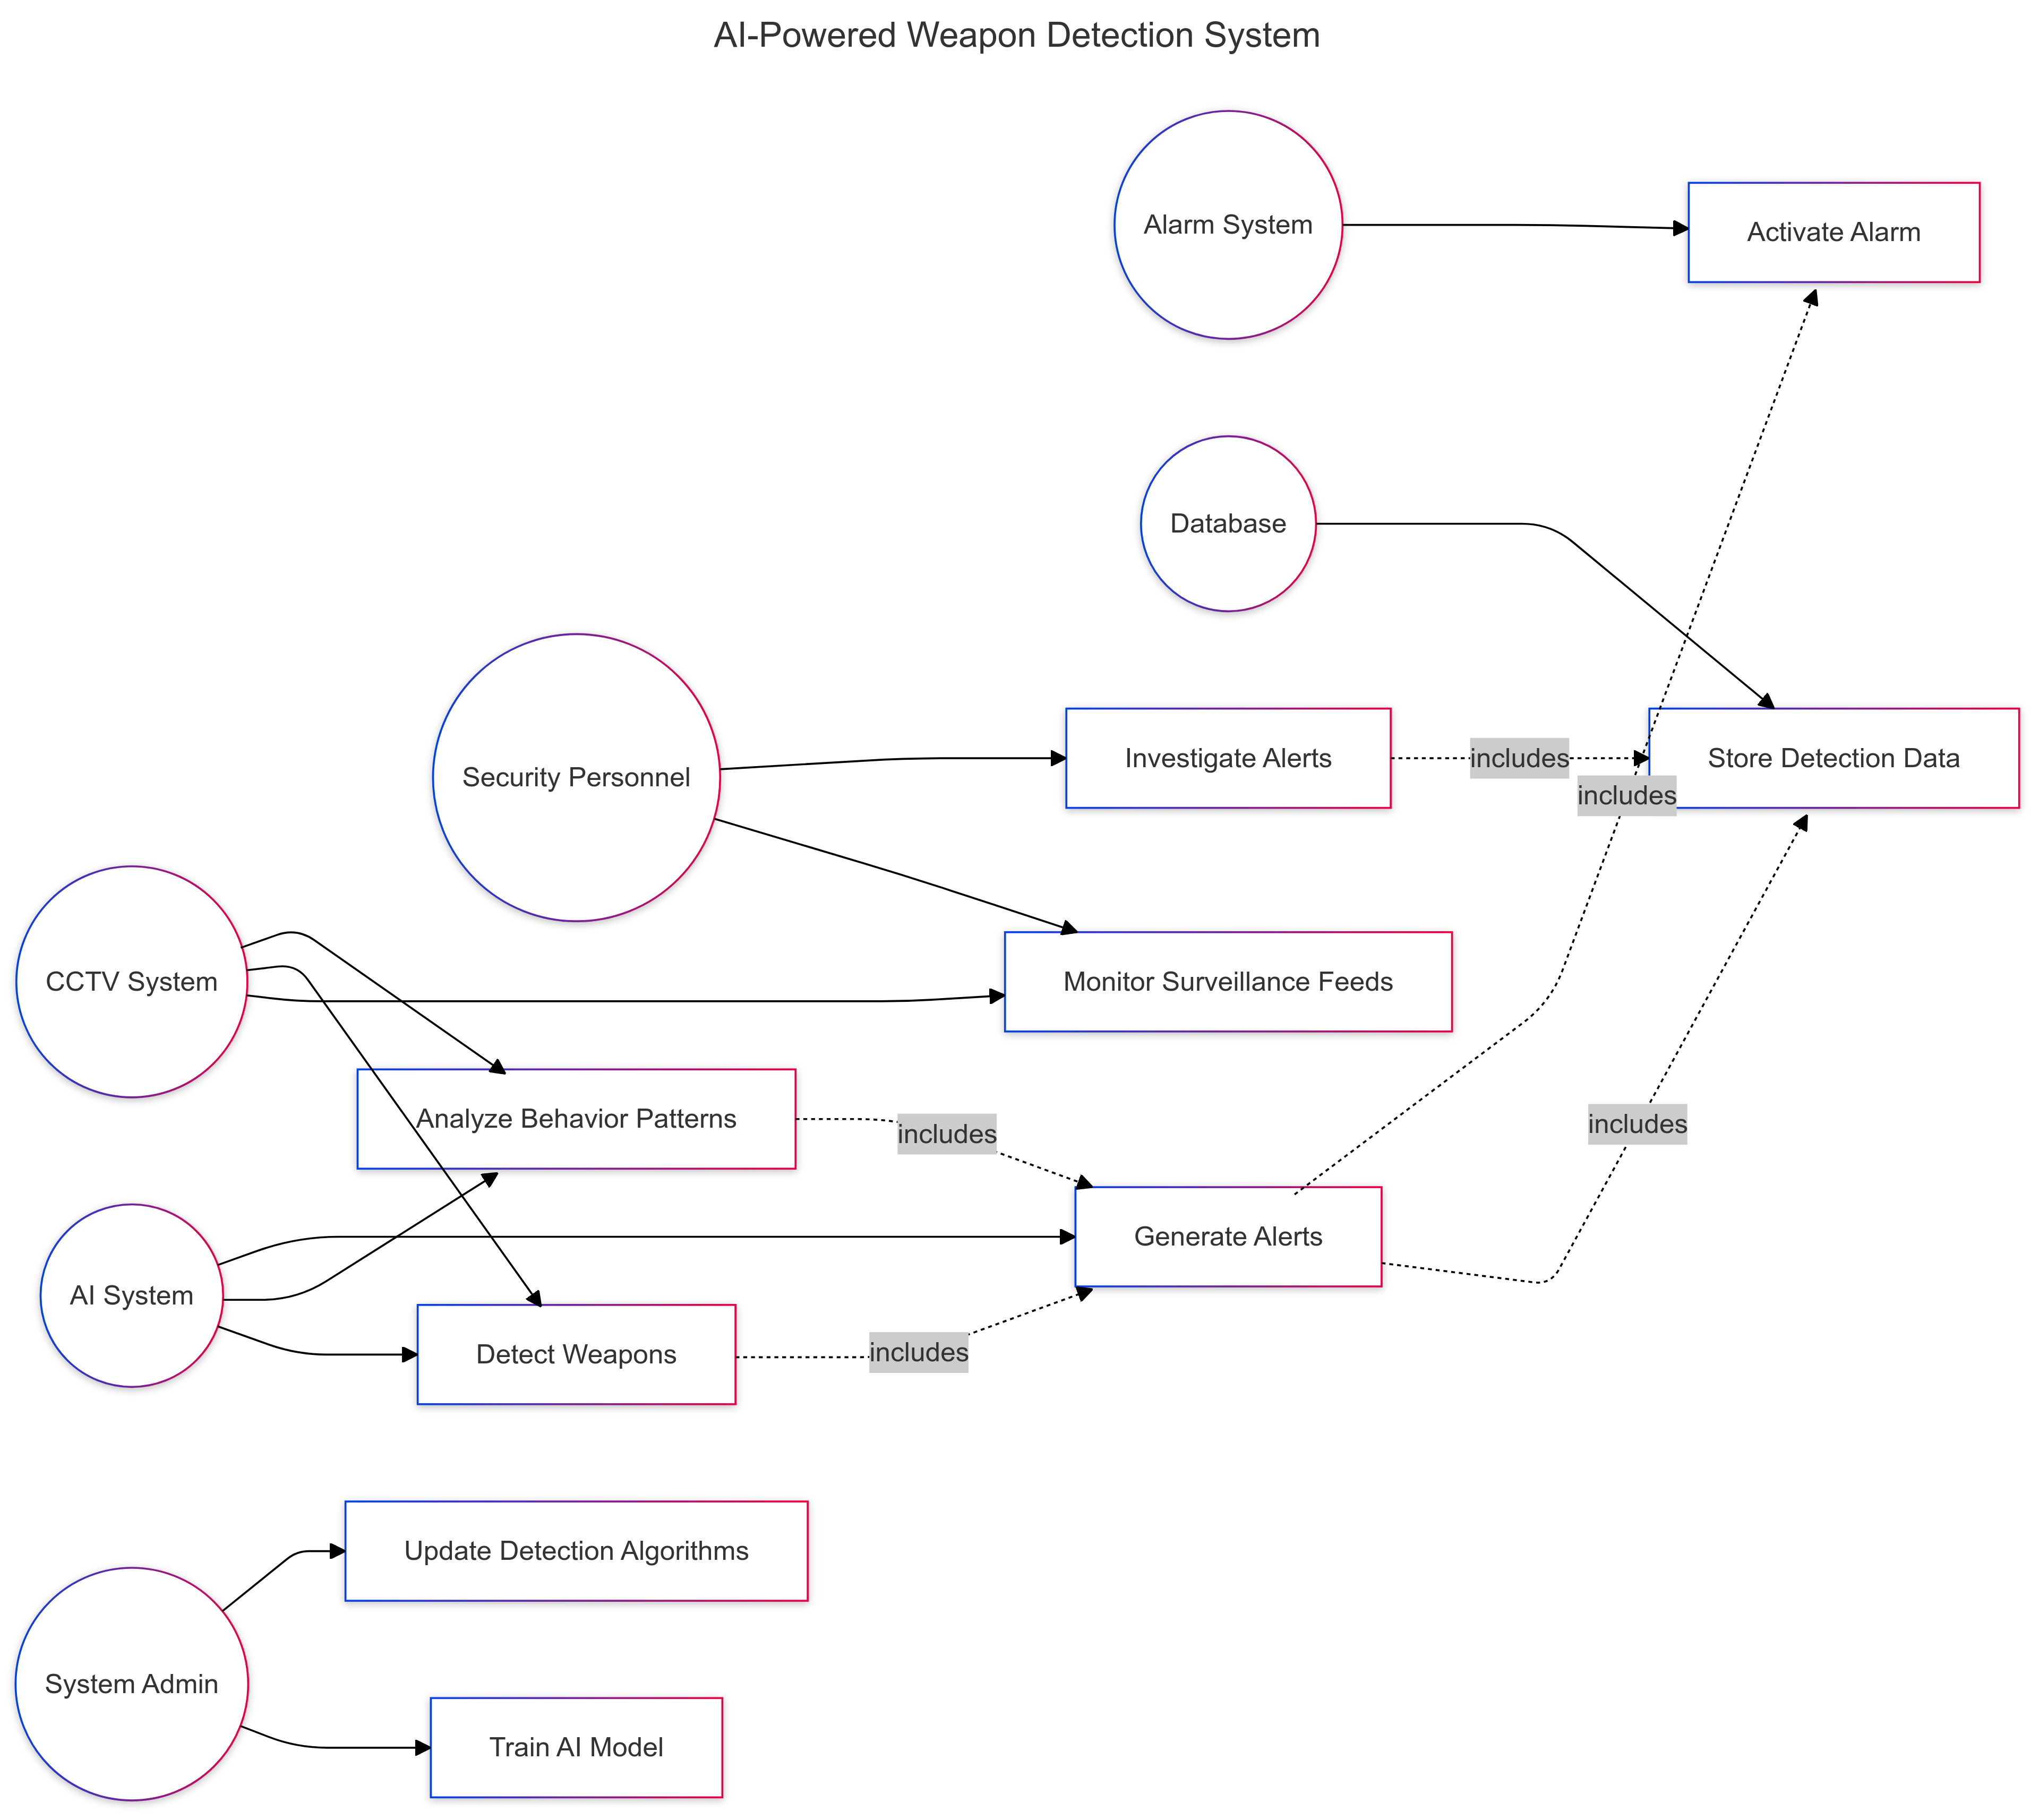 AI-Powered Weapon Detection System
Alarm System
Activate Alarm
Database
Security Personnel
Investigate Alerts
includes
Store Detection Data
includes
CCTV System
Monitor Surveillance Feeds
Analyze Behavior Patterns
includes
includes
Generate Alerts
AI System
Detect Weapons
includes
Update Detection Algorithms
System Admin
Train AI Model